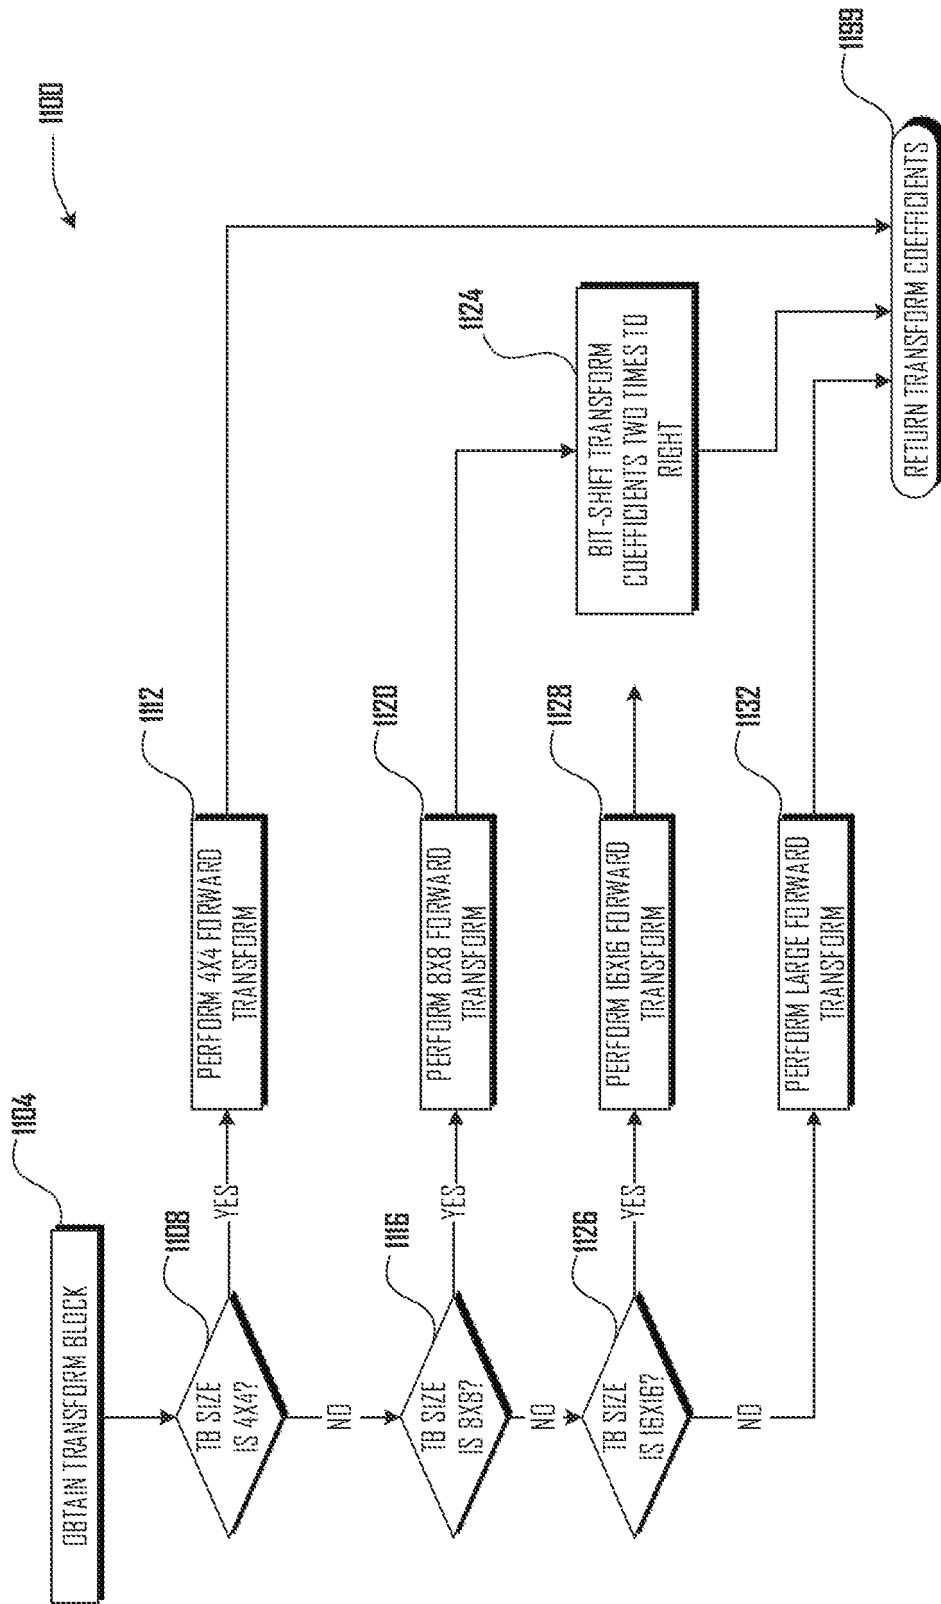 1100
OBTAIN TRANSFORM BLOCK
1104
TB SIZE
IS 4X4?
1108
YES
NO
PERFORM 4X4 FORWARD
TRANSFORM
1112
TB SIZE
IS 8X8?
1116
YES
NO
PERFORM 8X8 FORWARD
TRANSFORM
1120
BIT-SHIFT TRANSFORM
COEFFICIENTS TWO TIMES TO
RIGHT
1124
TB SIZE
IS 16X16?
1126
YES
NO
PERFORM 16X16 FORWARD
TRANSFORM
1128
PERFORM LARGE FORWARD
TRANSFORM
1132
RETURN TRANSFORM COEFFICIENTS
1199